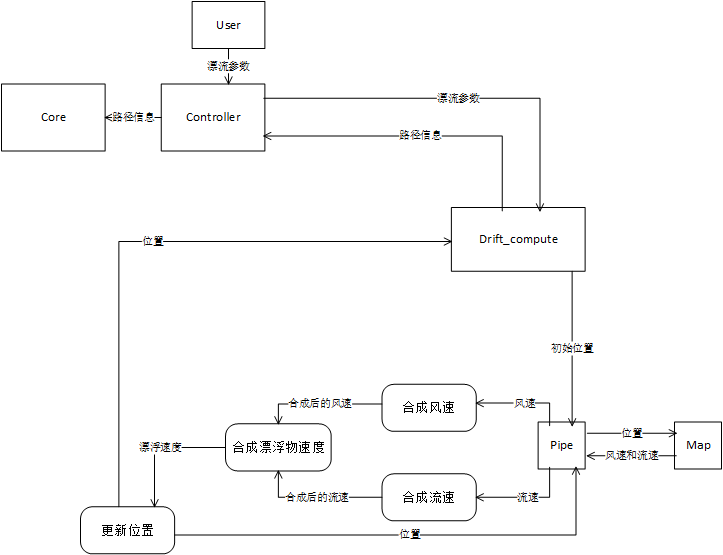 User
漂流参数
Core
路径信息
Controller
漂流参数
路径信息
Drift_compute
位置
初始位置
合成后的风速
合成风速
风速
合成漂浮物速度
漂浮速度
Pipe
位置
风速和流速
Map
合成后的流速
合成流速
流速
更新位置
位置